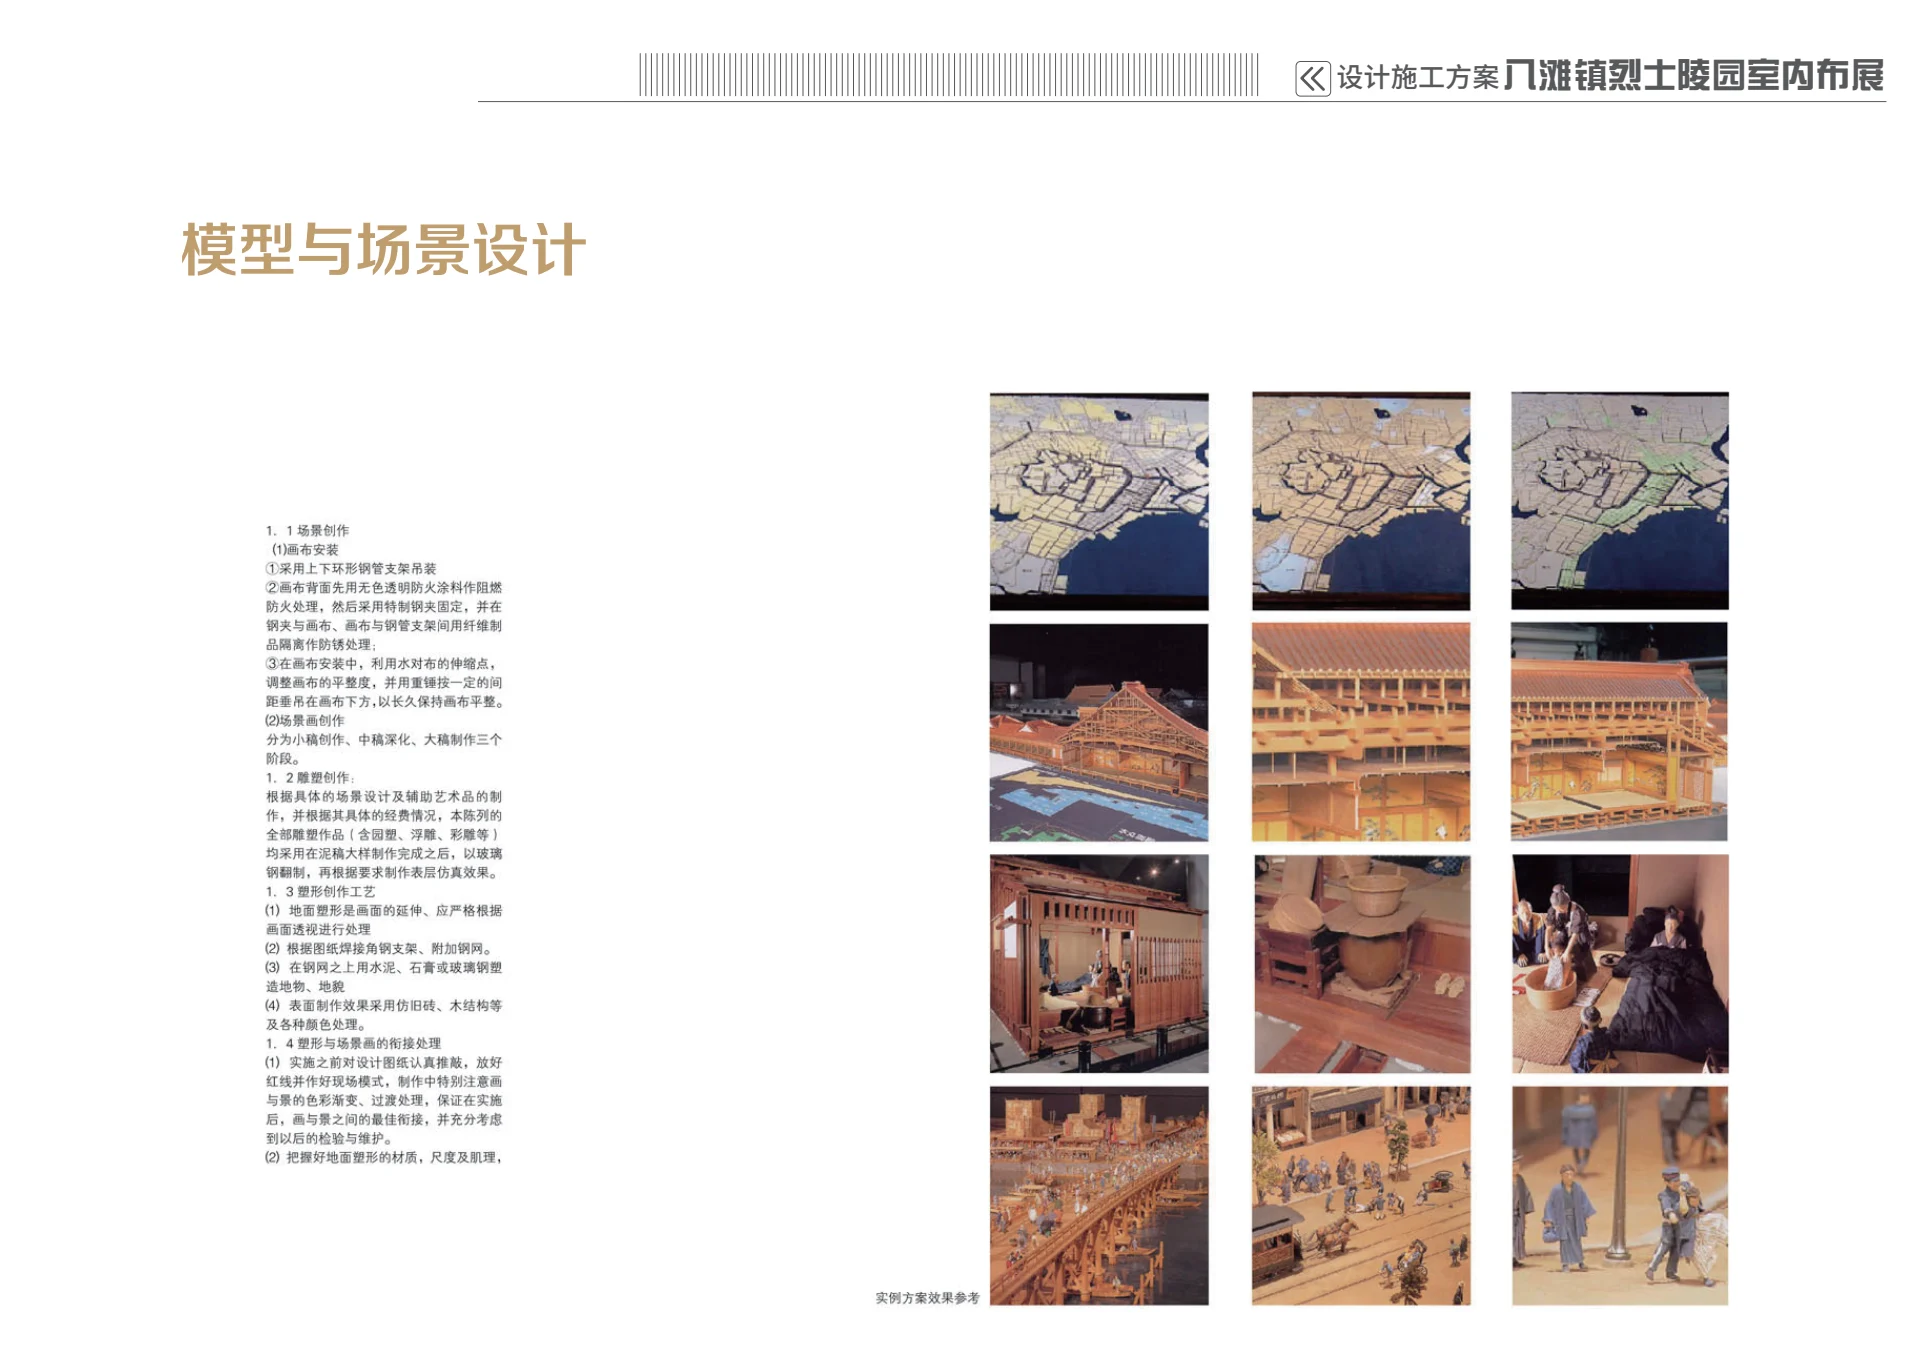 设计施工方案八滩镇烈士陵园室内布展
模型与场景设计
1. 1场景创作
⑴画布安装
①采用上下环形钢管支架吊装
②画布背面先用无色透明防火涂料作阻燃
防火处理，然后采用特制钢夹固定，并在
钢夹与画布、画布与钢管支架间用纤维制
品隔离作防锈处理；
③在画布安装中，利用水对布的伸缩点，
调整画布的平整度，并用重锤按一定的间
距垂吊在画布下方，以长久保持画布平整。
⑵场景画创作
分为小稿创作、中稿深化、大稿制作三个
阶段。
1. 2雕塑创作：
根据具体的场景设计及辅助艺术品的制
作，并根据其具体的经费情况，本陈列的
全部雕塑作品（含园塑、浮雕、彩雕等）
均采用在泥稿大样制作完成之后，以玻璃
钢翻制，再根据要求制作表层仿真效果。
1. 3塑形创作工艺
⑴ 地面塑形是画面的延伸、应严格根据
画面透视进行处理
⑵ 根据图纸焊接角钢支架、附加钢网。
⑶ 在钢网之上用水泥、石膏或玻璃钢塑
造地物、地貌
⑷ 表面制作效果采用仿旧砖、木结构等
及各种颜色处理。
1. 4塑形与场景画的衔接处理
⑴ 实施之前对设计图纸认真推敲，放好
红线并作好现场模式，制作中特别注意画
与景的色彩渐变、过渡处理，保证在实施
后，画与景之间的最佳衔接，并充分考虑
到以后的检验与维护。
⑵ 把握好地面塑形的材质，尺度及肌理，
实例方案效果参考